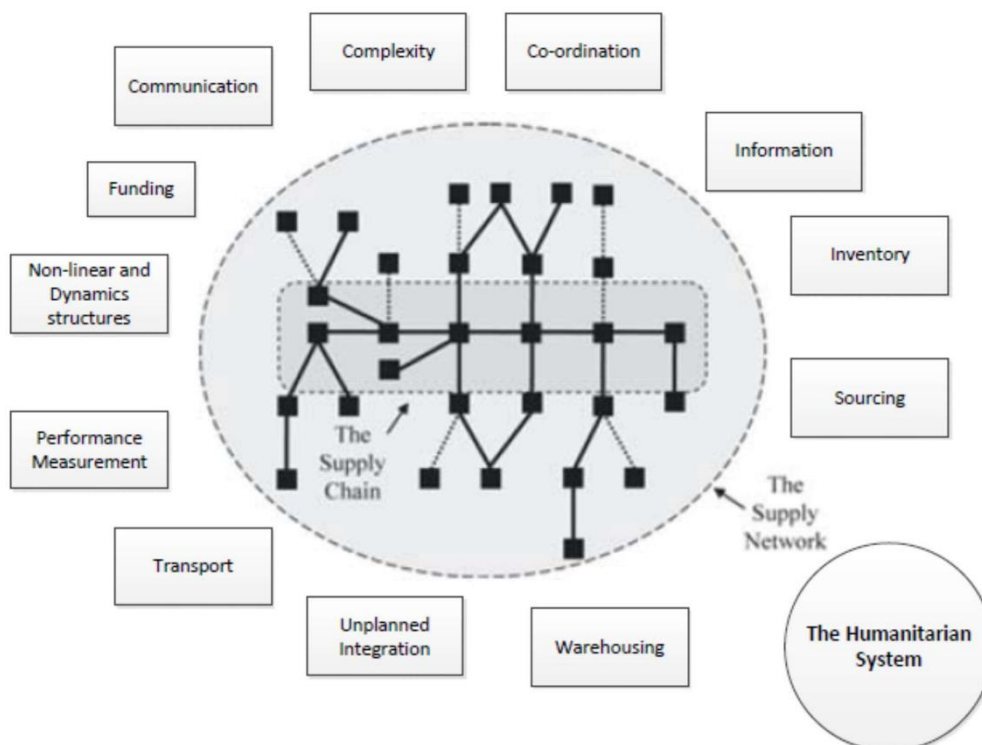 Complexity
Co-ordination
Communication
Information
Funding
Inventory
Non-linear and
Dynamics
structures
Sourcing
Performance
Measurement
The
Supply
Chain
The
Supply
Network
Transport
Unplanned
Integration
Warehousing
The Humanitarian
System